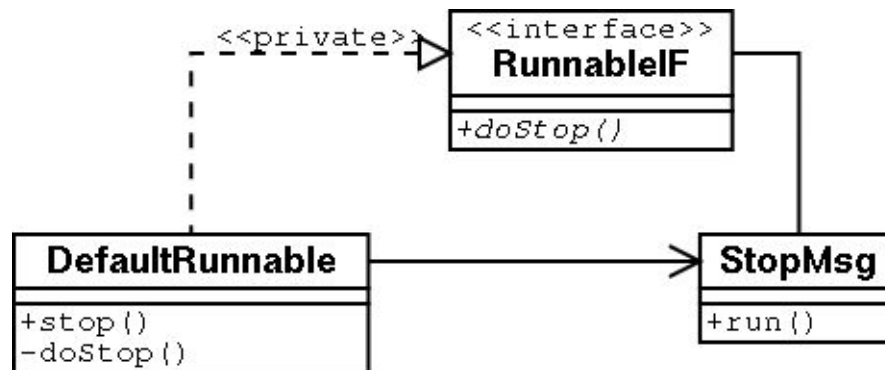 <<private>>
<<interface>>
RunnableIF
+doStop()
DefaultRunnable
+stop()
-doStop()
StopMsg
+run()